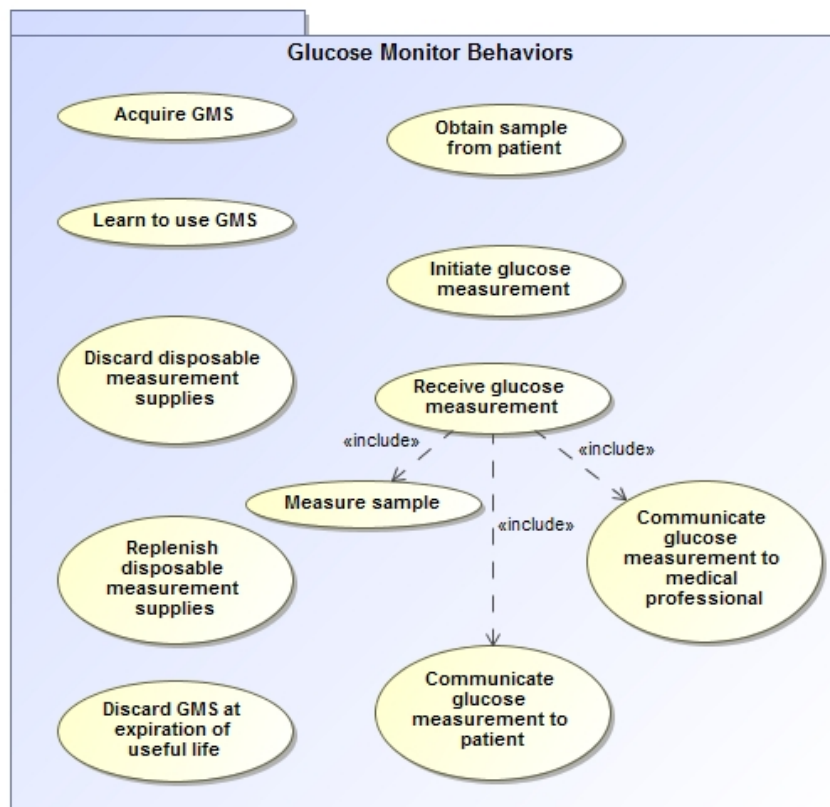 Glucose Monitor Behaviors
Acquire GMS
Obtain sample
from patient
Learn to use GMS
Initiate glucose
measurement
Discard disposable
measurement
supplies
Receive glucose
measurement
«include»
«include»
«include»
Measure sample
Communicate
glucose
measurement to
medical
professional
Replenish
disposable
measurement
supplies
Communicate
glucose
measurement to
patient
Discard GMS at
expiration of
useful life